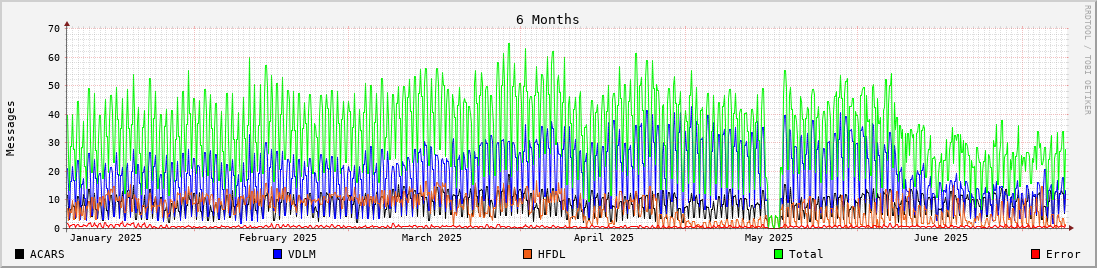 6 Months
RRDTOOL / TOBI OETIKER
Messages
70
60
50
40
30
20
10
0
January 2025 February 2025 March 2025 April 2025 May 2025 June 2025
ACARS VDLM HFDL Total Error